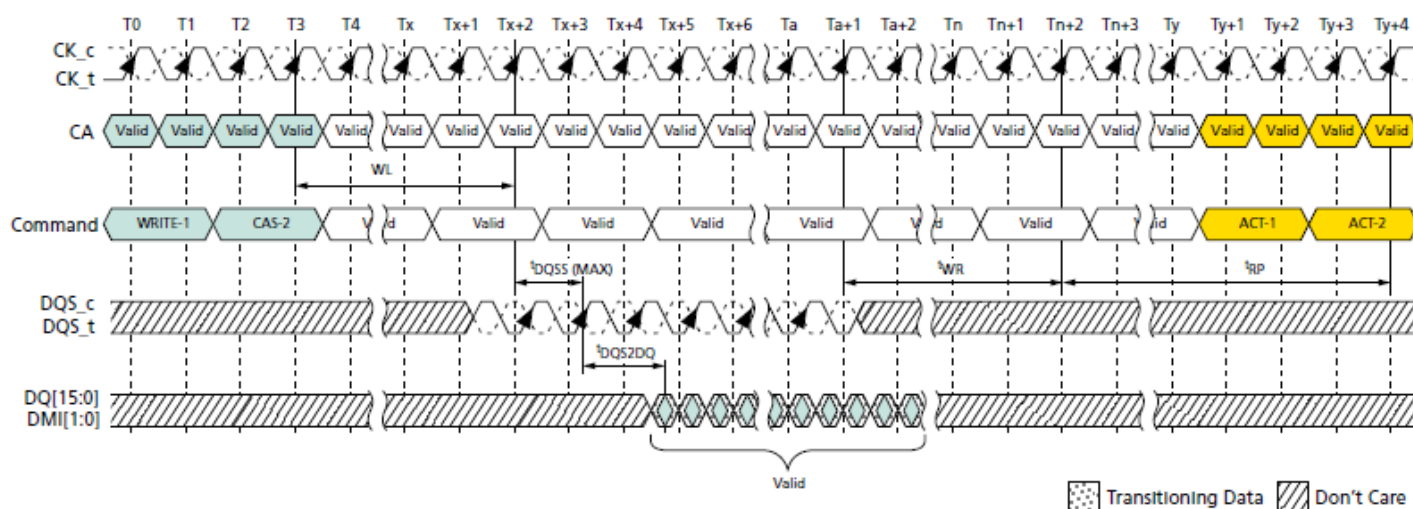 T0 T1 T2 T3 T4 Tx Tx+1 Tx+2 Tx+3 Tx+4 Tx+5 Tx+6 Ta Ta+1 Ta+2 Tn Tn+1 Tn+2 Tn+3 Ty Ty+1 Ty+2 Ty+3 Ty+4
CK_c
CK_t
CA Valid Valid Valid Valid Valid Valid Valid Valid Valid Valid Valid Valid Valid Valid Valid Valid Valid Valid Valid Valid Valid Valid Valid Valid
WL
Command WRITE-1 CAS-2 Valid Valid Valid Valid Valid Valid Valid Valid ACT-1 ACT-2
tDQSS (MAX) tWR tRP
DQS_c
DQS_t
tDQS2DQ
DQ[15:0]
DMI[1:0]
Valid
Transitioning Data Don't Care